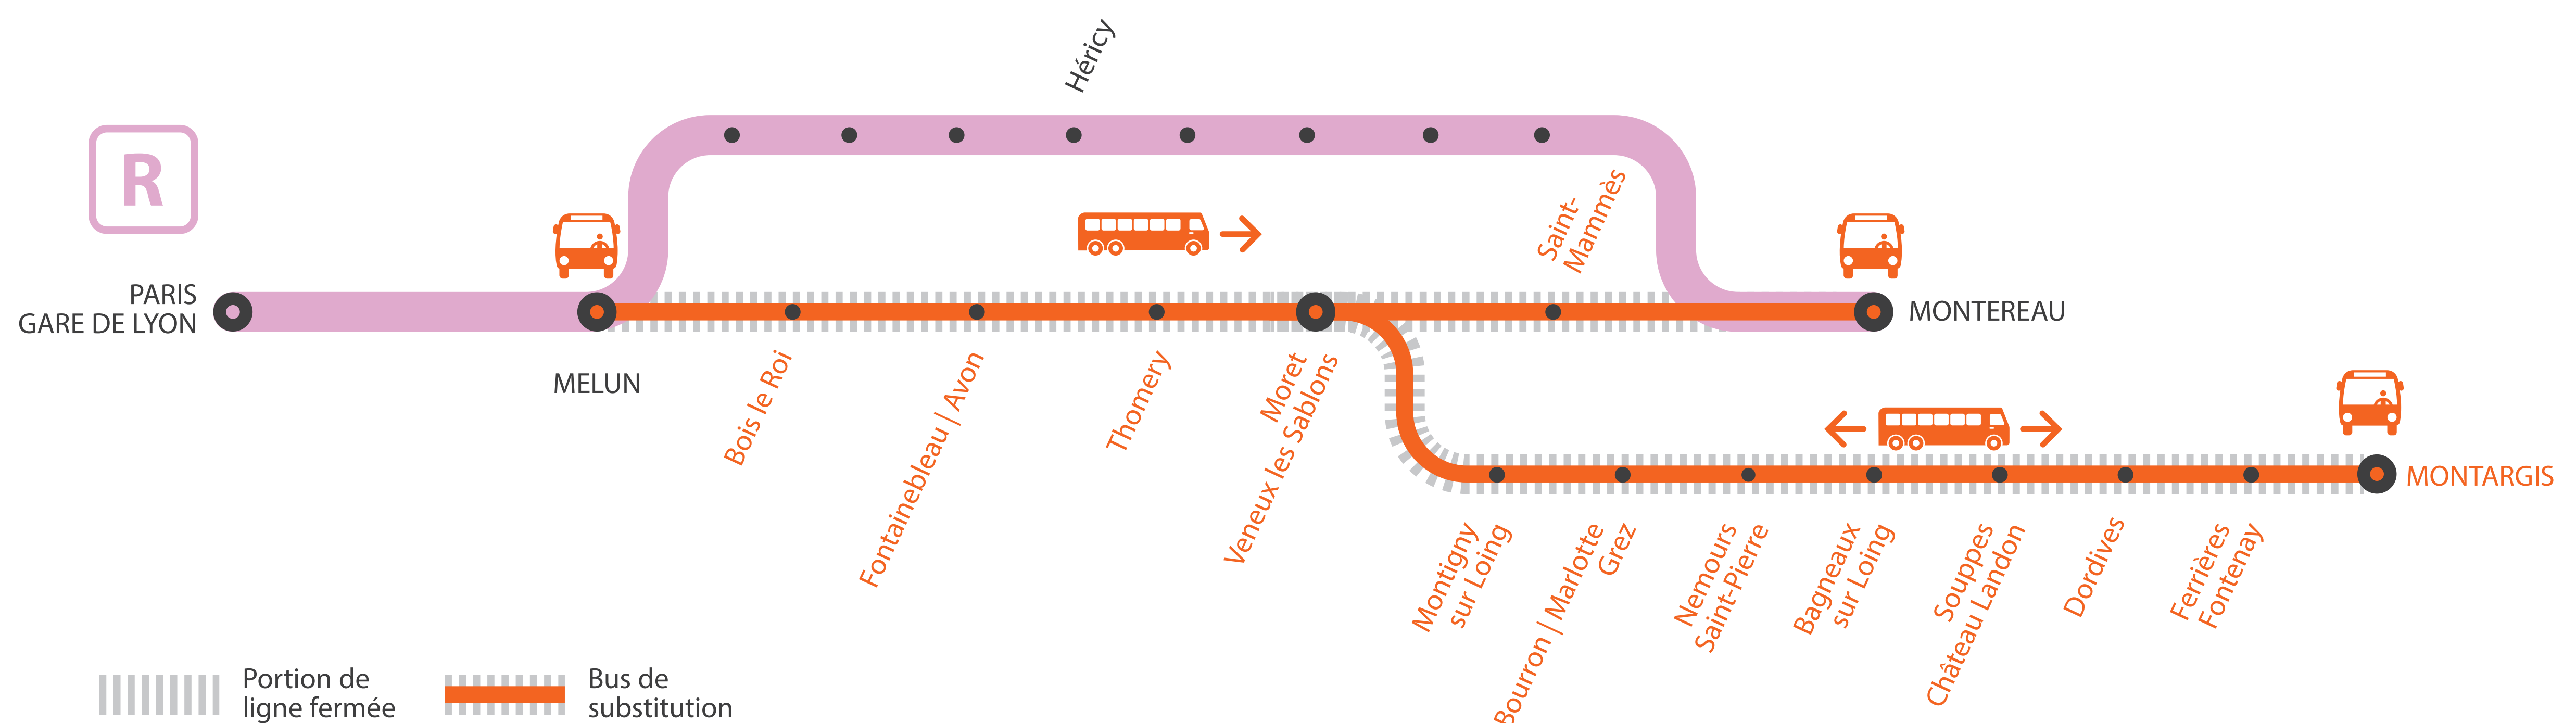 Héricy
R
Saint-
Mammès
PARIS
GARE DE LYON
MELUN
MONTEREAU
Bois le Roi
Fontainebleau | Avon
Thomery
Moret
Veneux les Sablons
MONTARGIS
Montigny
sur Loing
Bourron | Marlotte
Grez
Nemours
Saint-Pierre
Bagneaux
sur Loing
Souppes
Château Landon
Dordives
Ferrières
Fontenay
Portion de
ligne fermée
Bus de
substitution